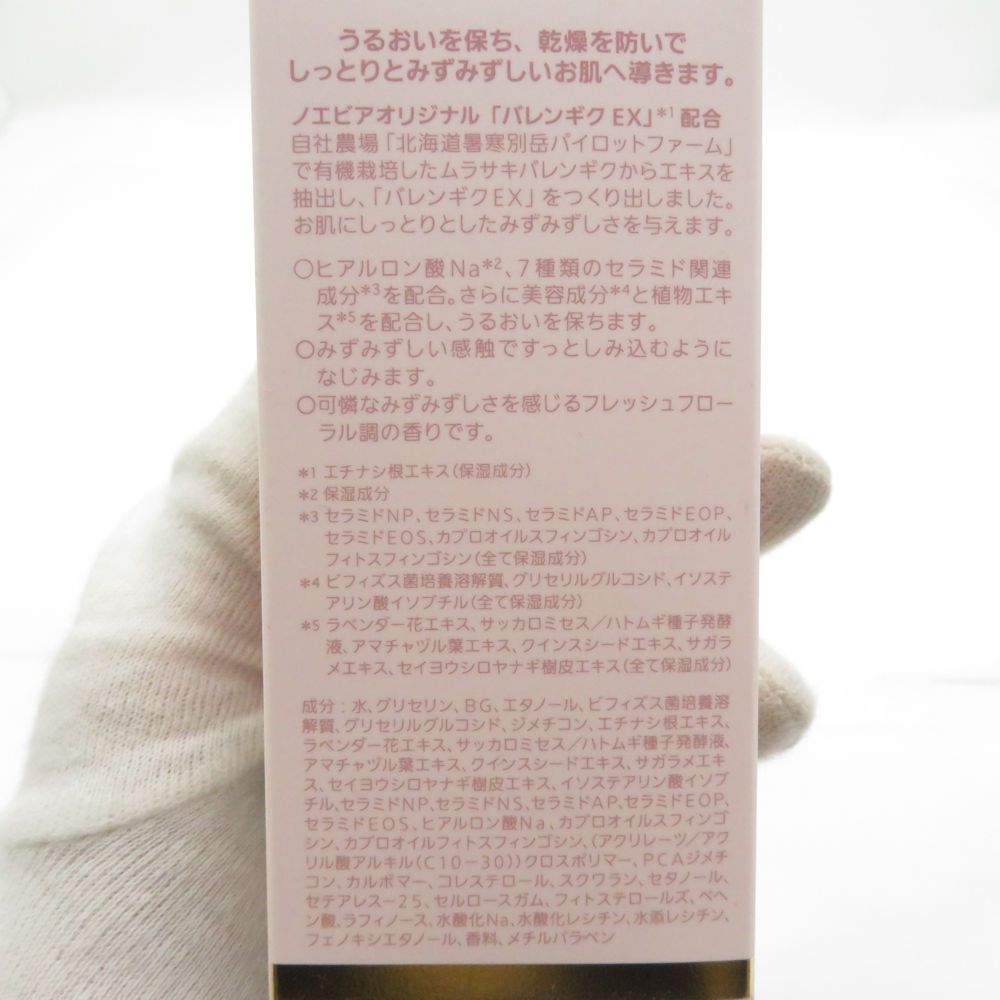 うるおいを保ち、乾燥を防いで
しっとりとみずみずしいお肌へ導きます。
ノエビアオリジナル「バレンギクEX」*1 配合
自社農場「北海道暑寒別岳パイロットファーム」
で有機栽培したムラサキバレンギクからエキスを
抽出し、「バレンギクEX」をつくり出しました。
お肌にしっとりとしたみずみずしさを与えます。
○ヒアルロン酸Na*2、7種類のセラミド関連
成分*3を配合。さらに美容成分*4と植物エキ
ス*5を配合し、うるおいを保ちます。
○みずみずしい感触ですっとしみ込むように
なじみます。
○可憐なみずみずしさを感じるフレッシュフロー
ラル調の香りです。
*1 エチナシ根エキス(保湿成分)
*2 保湿成分
*3 セラミドNP、セラミドNS、セラミドAP、セラミドEOP、
セラミドEOS、カプロオイルスフィンゴシン、カプロオイル
フィトスフィンゴシン(全て保湿成分)
*4 ビフィズス菌培養溶解質、グリセリルグルコシド、イソステ
アリン酸イソブチル(全て保湿成分)
*5 ラベンダー花エキス、サッカロミセス/ハトムギ種子発酵
液、アマチャヅル葉エキス、クインスシードエキス、サガラ
メエキス、セイヨウシロヤナギ樹皮エキス(全て保湿成分)
成分:水、グリセリン、BG、エタノール、ビフィズス菌培養溶
解質、グリセリルグルコシド、ジメチコン、エチナシ根エキス、
ラベンダー花エキス、サッカロミセス/ハトムギ種子発酵液、
アマチャヅル葉エキス、クインスシードエキス、サガラメエキ
ス、セイヨウシロヤナギ樹皮エキス、イソステアリン酸イソブ
チル、セラミドNP、セラミドNS、セラミドAP、セラミドEOP、
セラミドEOS、ヒアルロン酸Na、カプロオイルスフィンゴ
シン、カプロオイルフィトスフィンゴシン、(アクリレーツ/アク
リル酸アルキル(C10-30))クロスポリマー、PCAジメチ
コン、カルボマー、コレステロール、スクワラン、セタノール、
セテアレス-25、セルロースガム、フィトステロールズ、ベヘ
ン酸、ラフィノース、水酸化Na、水酸化レシチン、水添レシチン、
フェノキシエタノール、香料、メチルパラベン